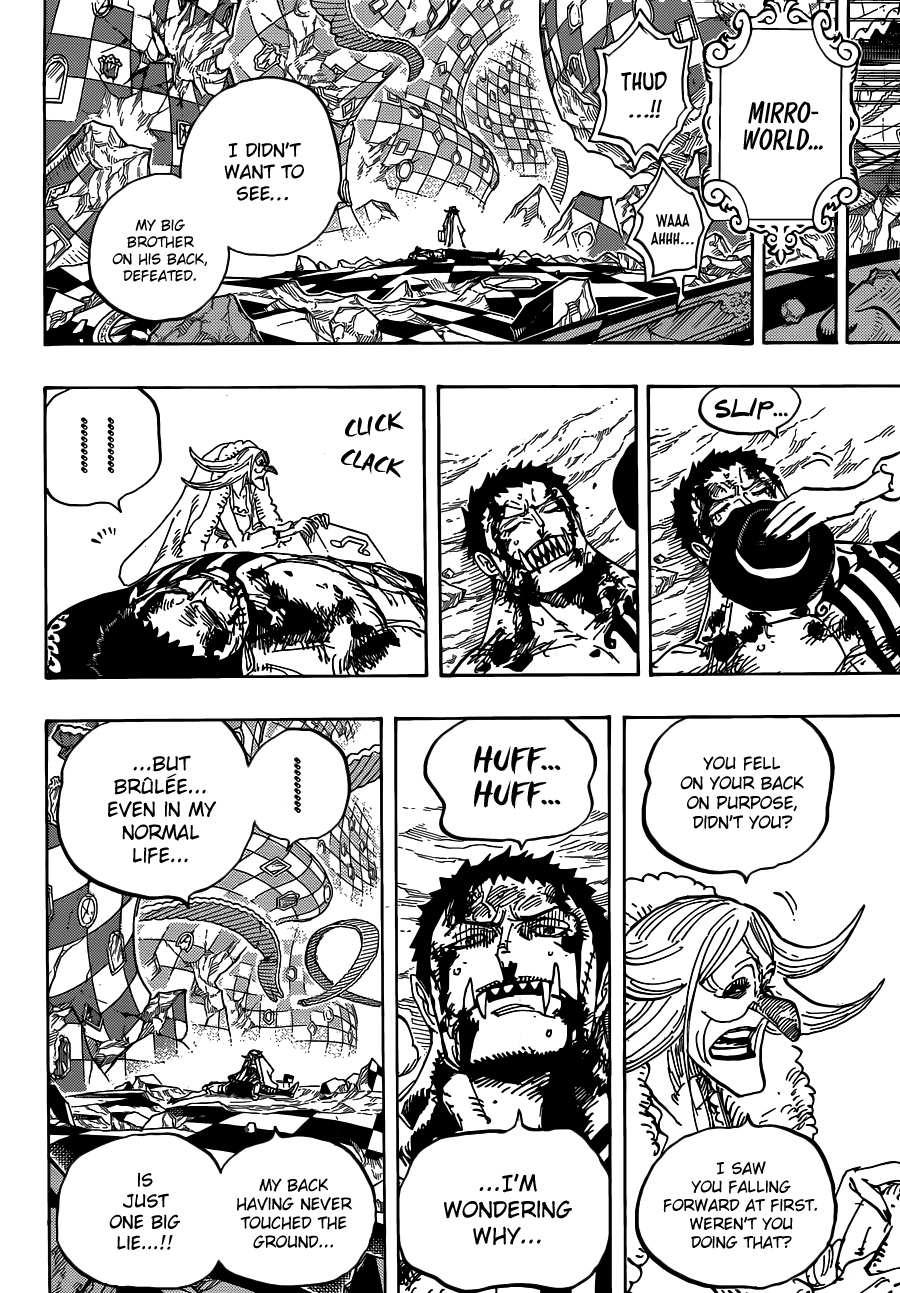 MIRRO-
WORLD...
THUD
...!!
WAAA
AHHH...
I DIDN'T
WANT TO
SEE...
MY BIG
BROTHER
ON HIS BACK,
DEFEATED.
SLIP...
CLICK
CLACK
YOU FELL
ON YOUR BACK
ON PURPOSE,
DIDN'T YOU?
I SAW
YOU FALLING
FORWARD AT FIRST.
WEREN'T YOU
DOING THAT?
HUFF...
HUFF...
...I'M
WONDERING
WHY...
...BUT
BRÛLÉE...
EVEN IN MY
NORMAL
LIFE...
MY BACK
HAVING NEVER
TOUCHED THE
GROUND...
IS
JUST
ONE BIG
LIE...!!